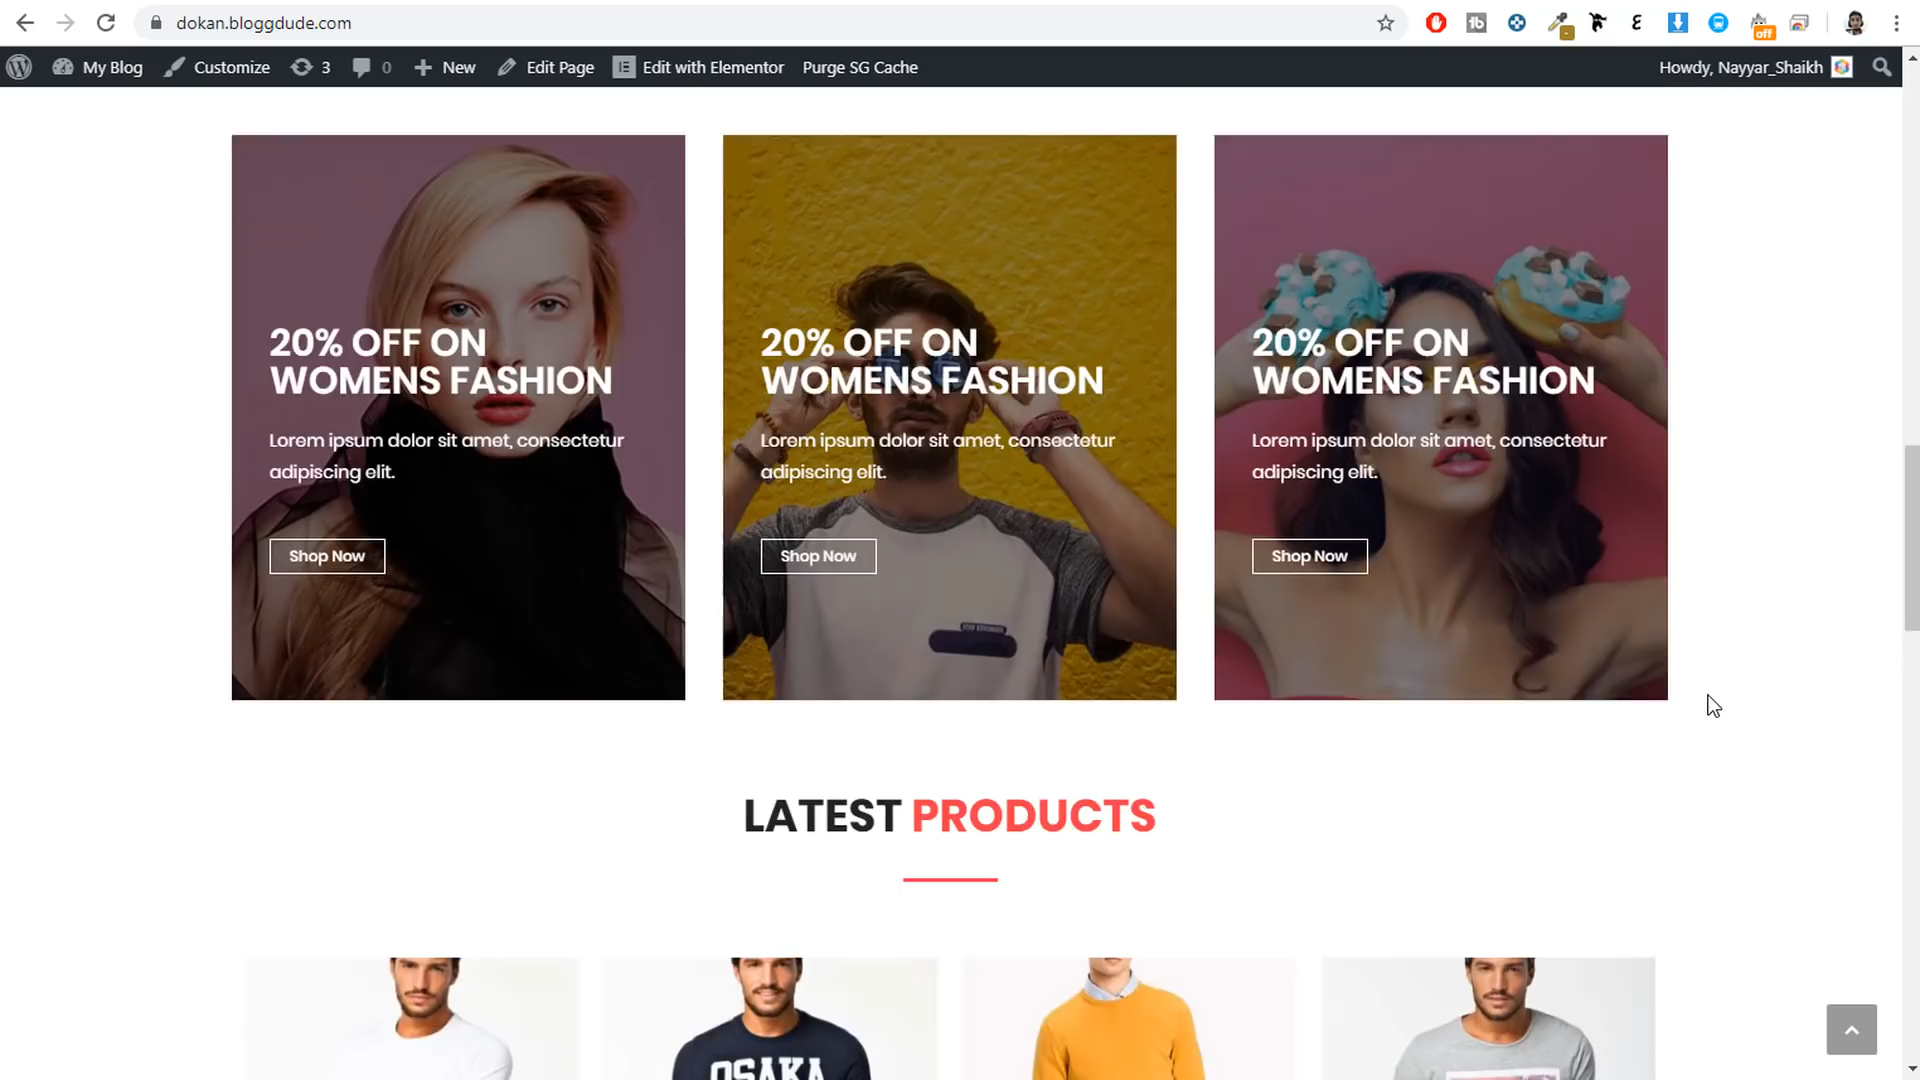 dokan.bloggdude.com
off
My Blog
Customize
3
0
New
Edit Page
Edit with Elementor
Purge SG Cache
Howdy, Nayyar_Shaikh
20% OFF ON
WOMENS FASHION
Lorem ipsum dolor sit amet, consectetur
adipiscing elit.
Shop Now
20% OFF ON
WOMENS FASHION
Lorem ipsum dolor sit amet, consectetur
adipiscing elit.
Shop Now
20% OFF ON
WOMENS FASHION
Lorem ipsum dolor sit amet, consectetur
adipiscing elit.
Shop Now
LATEST PRODUCTS
OSAKA